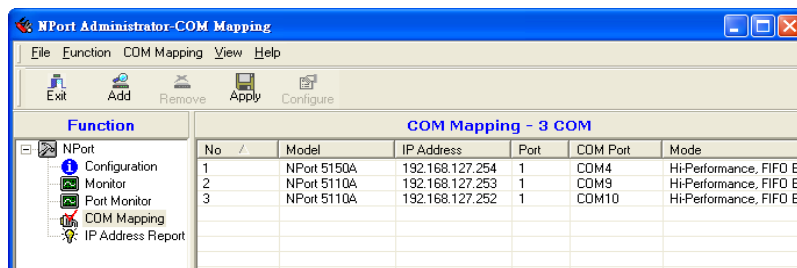 NPort Administrator-COM Mapping
File Function COM Mapping View Help
Exit Add Remove Apply Configure
Function
COM Mapping - 3 COM
NPort
Configuration
Monitor
Port Monitor
COM Mapping
IP Address Report
No Model IP Address Port COM Port Mode
1 NPort 5150A 192.168.127.254 1 COM4 Hi-Performance, FIFO E
2 NPort 5110A 192.168.127.253 1 COM9 Hi-Performance, FIFO E
3 NPort 5110A 192.168.127.252 1 COM10 Hi-Performance, FIFO E